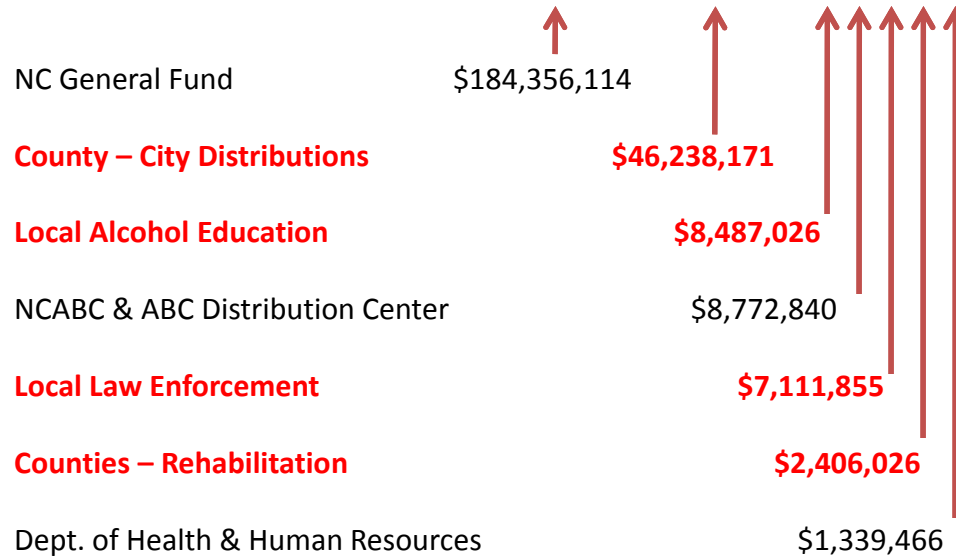 NC General Fund $184,356,114
County – City Distributions $46,238,171
Local Alcohol Education $8,487,026
NCABC & ABC Distribution Center $8,772,840
Local Law Enforcement $7,111,855
Counties – Rehabilitation $2,406,026
Dept. of Health & Human Resources $1,339,466